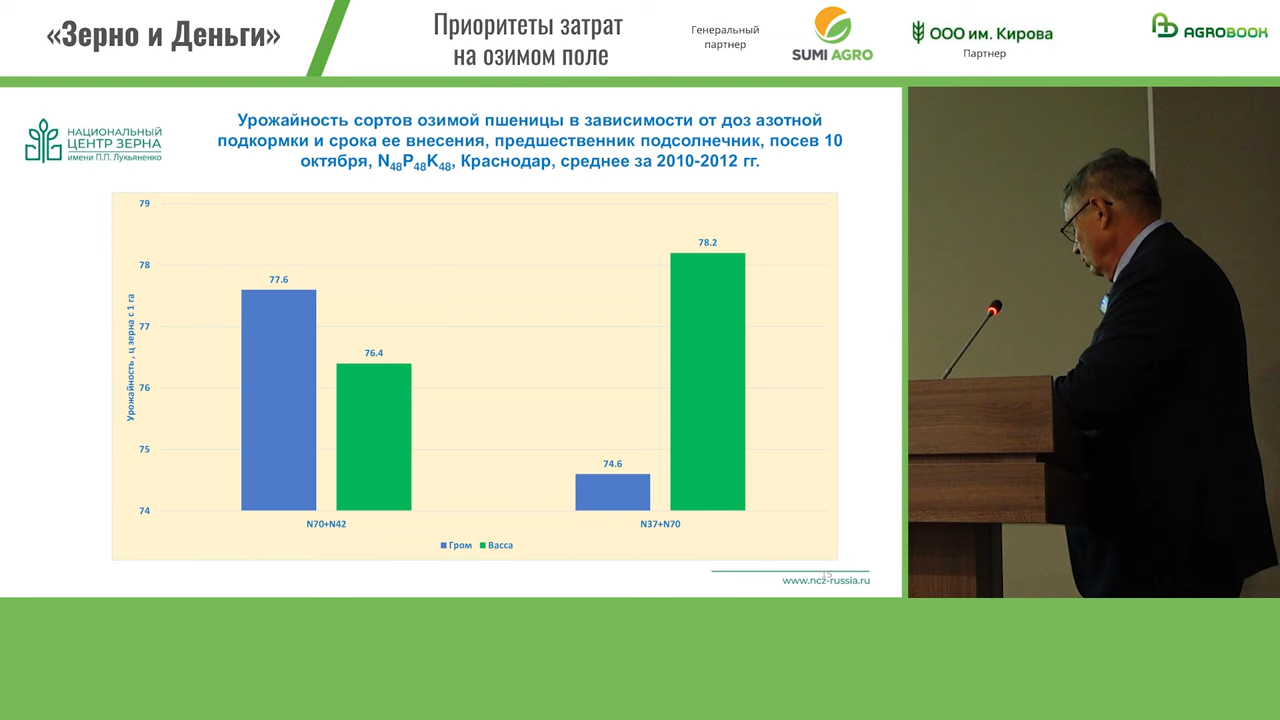 «Зерно и Деньги»
Приоритеты затрат
на озимом поле
Генеральный
партнер
SUMI AGRO
ООО им. Кирова
Партнер
AGROBOOK
НАЦИОНАЛЬНЫЙ
ЦЕНТР ЗЕРНА
имени П.П. Лукьяненко
Урожайность сортов озимой пшеницы в зависимости от доз азотной
подкормки и срока ее внесения, предшественник подсолнечник, посев 10
октября, N48P48K48, Краснодар, среднее за 2010-2012 гг.
Урожайность, ц зерна с 1 га
79
78
77
76
75
74
77.6
76.4
74.6
78.2
N70+N42
N37+N70
Гром
Васса
15
www.ncz-russia.ru